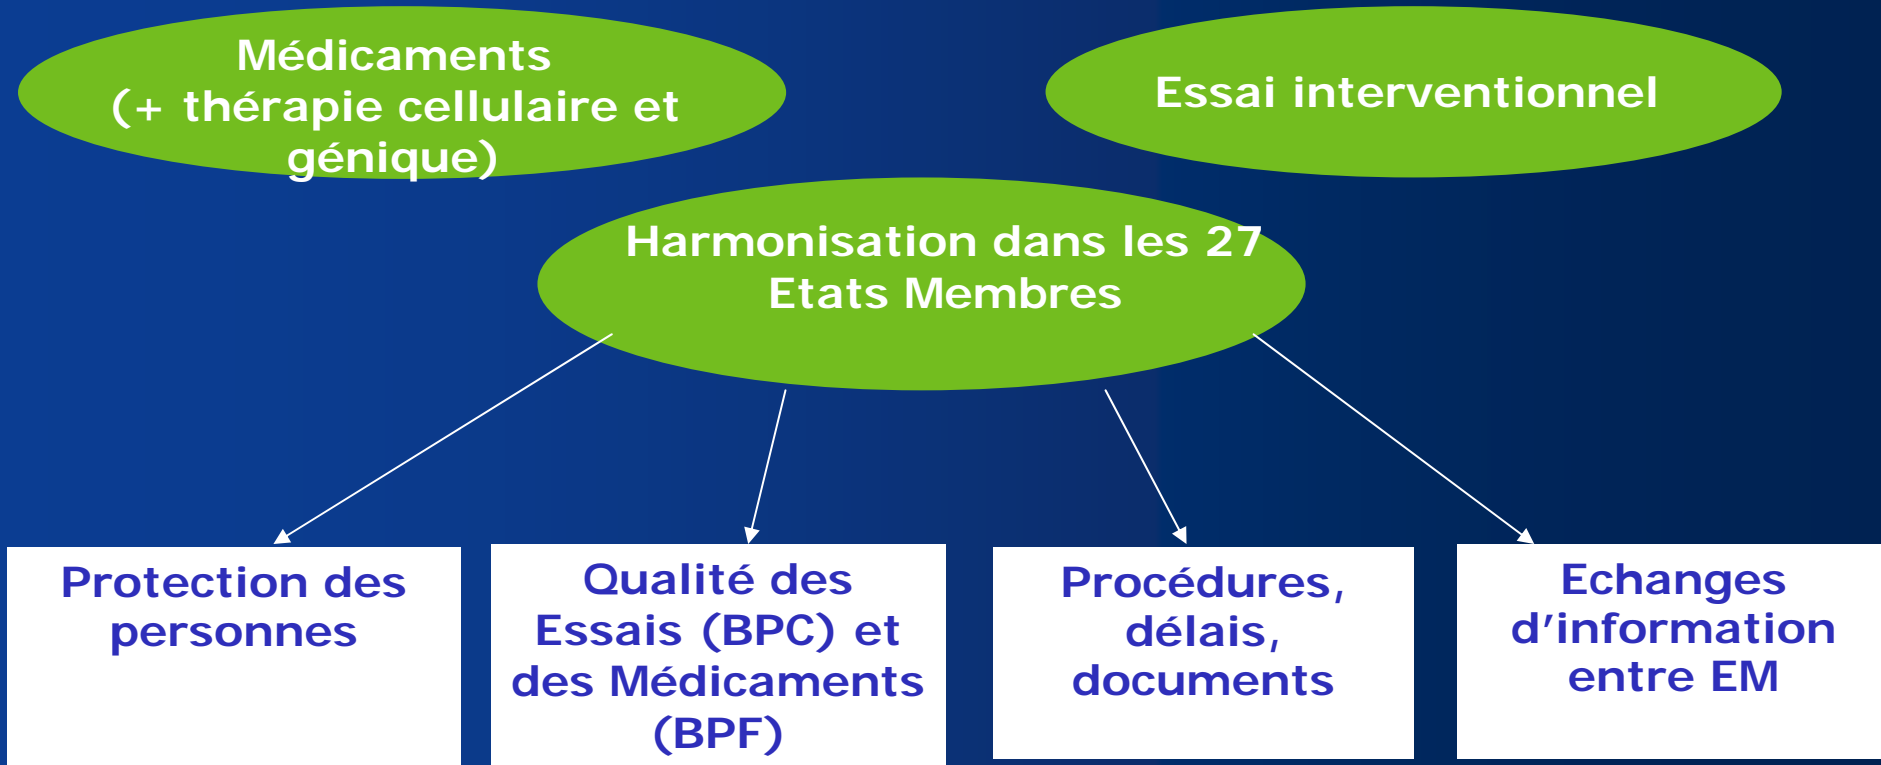 Médicaments
(+ thérapie cellulaire et
génique)
Essai interventionnel
Harmonisation dans les 27
Etats Membres
Protection des
personnes
Qualité des
Essais (BPC) et
des Médicaments
(BPF)
Procédures,
délais,
documents
Echanges
d’information
entre EM